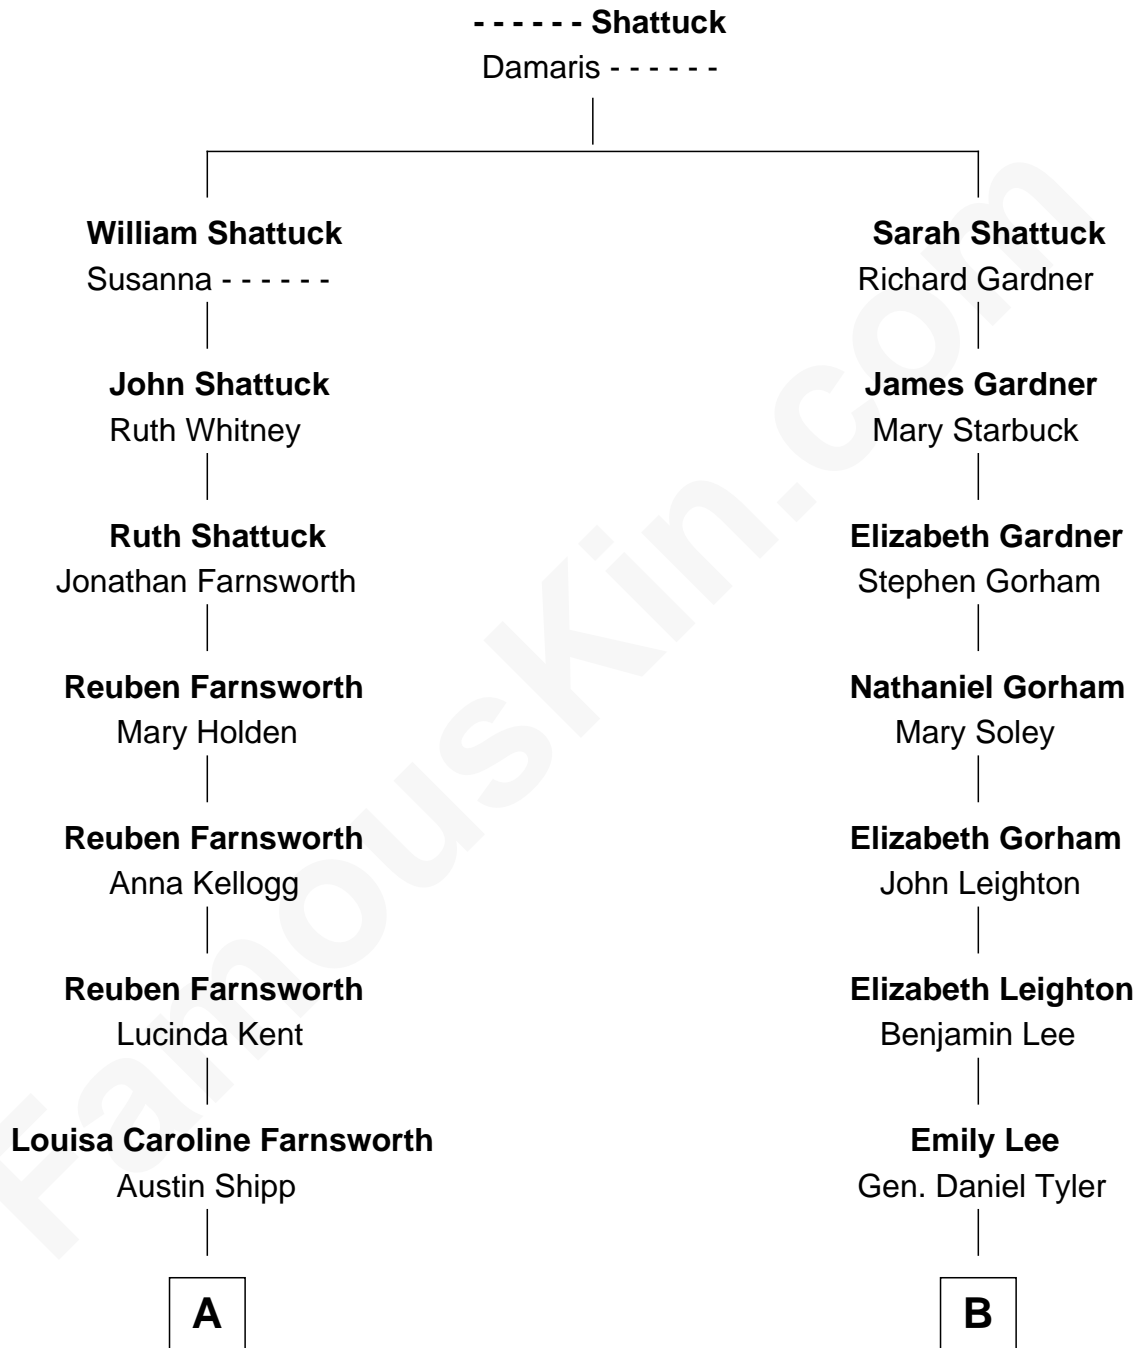 - - - - - - Shattuck
Damaris - - - - - -
William Shattuck
Susanna - - - - - -
John Shattuck
Ruth Whitney
Ruth Shattuck
Jonathan Farnsworth
Reuben Farnsworth
Mary Holden
Reuben Farnsworth
Anna Kellogg
Reuben Farnsworth
Lucinda Kent
Louisa Caroline Farnsworth
Austin Shipp
A
Sarah Shattuck
Richard Gardner
James Gardner
Mary Starbuck
Elizabeth Gardner
Stephen Gorham
Nathaniel Gorham
Mary Soley
Elizabeth Gorham
John Leighton
Elizabeth Leighton
Benjamin Lee
Emily Lee
Gen. Daniel Tyler
B
FamousKin.com